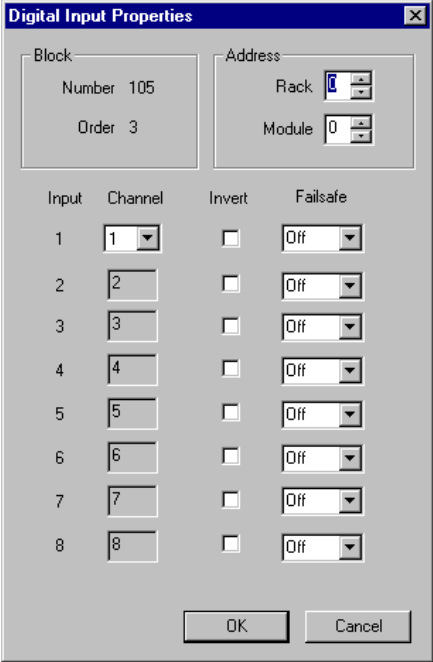 Digital Input Properties
Block
Number 105
Order 3
Address
Rack 0
Module 0
Input Channel Invert Failsafe
1 1 Off
2 2 Off
3 3 Off
4 4 Off
5 5 Off
6 6 Off
7 7 Off
8 8 Off
OK Cancel